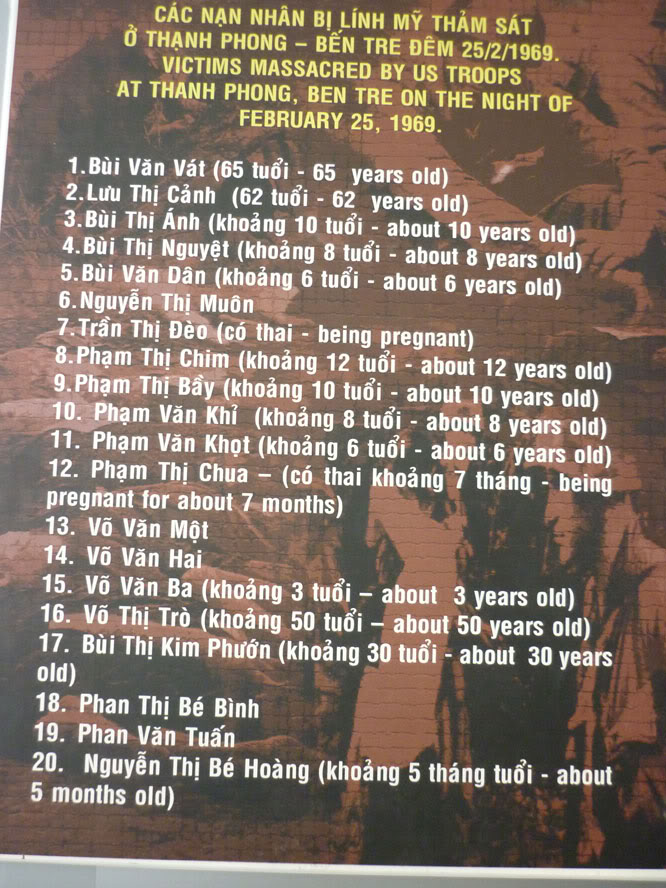 CÁC NẠN NHÂN BỊ LÍNH MỸ THẢM SÁT
Ở THẠNH PHONG – BẾN TRE ĐÊM 25/2/1969.
VICTIMS MASSACRED BY US TROOPS
AT THANH PHONG, BEN TRE ON THE NIGHT OF
FEBRUARY 25, 1969.
1.Bùi Văn Vát (65 tuổi - 65 years old)
2.Lưu Thị Cảnh (62 tuổi - 62 years old)
3.Bùi Thị Ánh (khoảng 10 tuổi - about 10 years old)
4.Bùi Thị Nguyệt (khoảng 8 tuổi - about 8 years old)
5.Bùi Văn Dân (khoảng 6 tuổi - about 6 years old)
6.Nguyễn Thị Muôn
7.Trần Thị Đèo (có thai - being pregnant)
8.Phạm Thị Chim (khoảng 12 tuổi - about 12 years old)
9.Phạm Thị Bầy (khoảng 10 tuổi - about 10 years old)
10. Phạm Văn Khỉ (khoảng 8 tuổi - about 8 years old)
11. Phạm Văn Khọt (khoảng 6 tuổi - about 6 years old)
12. Phạm Thị Chua – (có thai khoảng 7 tháng - being
pregnant for about 7 months)
13. Võ Văn Một
14. Võ Văn Hai
15. Võ Văn Ba (khoảng 3 tuổi – about 3 years old)
16. Võ Thị Trò (khoảng 50 tuổi – about 50 years old)
17. Bùi Thị Kim Phướn (khoảng 30 tuổi - about 30 years
old)
18. Phan Thị Bé Bình
19. Phan Văn Tuấn
20. Nguyễn Thị Bé Hoàng (khoảng 5 tháng tuổi - about
5 months old)